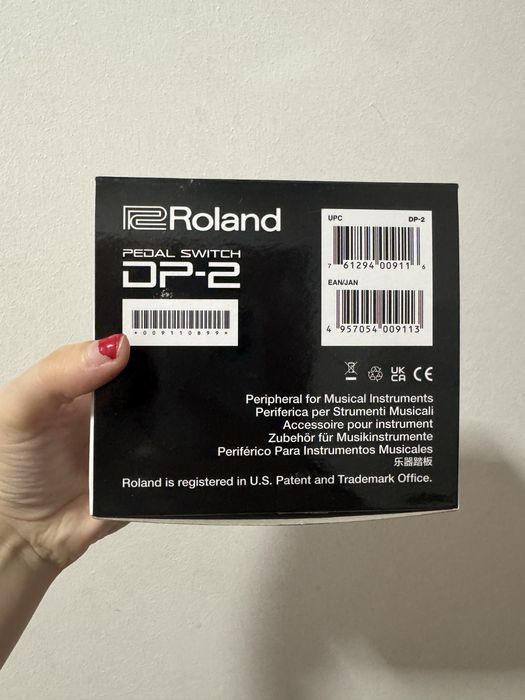 Roland
PEDAL SWITCH
DP-2
*009110899*
UPC DP-2
7 61294 00911 6
EAN/JAN
4 957054 009113
UK
CA CE
Peripheral for Musical Instruments
Periferica per Strumenti Musicali
Accessoire pour instrument
Zubehör für Musikinstrumente
Periférico Para Instrumentos Musicales
乐器踏板
Roland is registered in U.S. Patent and Trademark Office.